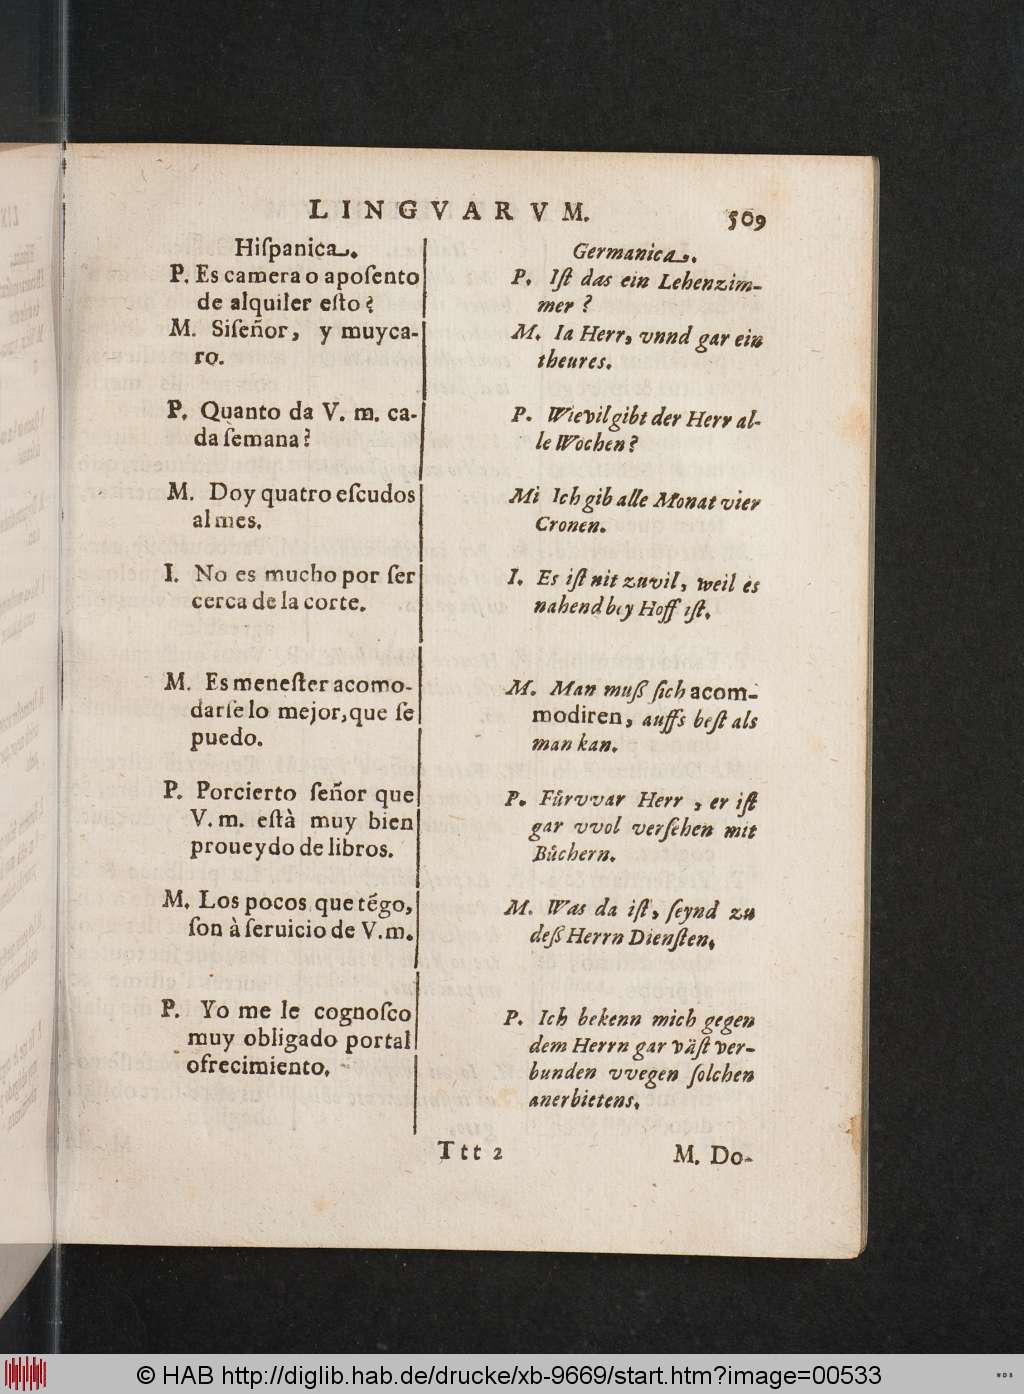 LINGVARVM. 509
Hiſpanica.
P. Es camera o apoſento
de alquiler eſto?
M. Siſeñor, y muyca-
ro.
P. Quanto da V. m. ca-
da ſemana?
M. Doy quatro eſcudos
al mes.
I. No es mucho por ſer
cerca de la corte.
M. Es meneſter acomo-
darſe lo mejor, que ſe
puedo.
P. Porcierto ſeñor que
V. m. eſtà muy bien
proueydo de libros.
M. Los pocos que tẽgo,
ſon à ſeruicio de V. m.
P. Yo me le cognoſco
muy obligado portal
ofrecimiento.
Germanica.
P. Iſt das ein Lehenzim-
mer?
M. Ia Herr, vnnd gar ein
theures.
P. Wievilgibt der Herr al-
le Wochen?
Mi Ich gib alle Monat vier
Cronen.
I. Es iſt nit zuvil, weil es
nahend bey Hoff iſt.
M. Man muß ſich acom-
modiren, auffs beſt als
man kan.
P. Fůrvvar Herr, er iſt
gar vvol verſehen mit
Bůchern.
M. Was da iſt, ſeynd zu
deß Herrn Dienſten.
P. Ich bekenn mich gegen
dem Herrn gar väſt ver-
bunden vvegen ſolchen
anerbietens.
Ttt 2 M. Do-
© HAB http://diglib.hab.de/drucke/xb-9669/start.htm?image=00533